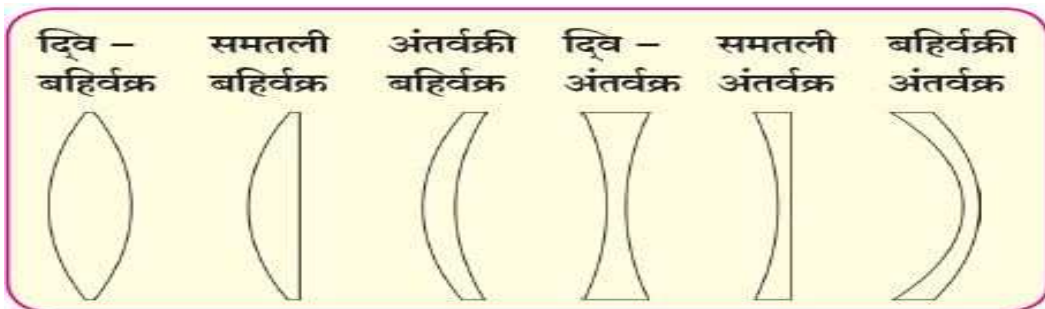 द्‌वि – समतली अंतर्वक्री द्‌वि – समतली बहिर्वक्री
बहिर्वक्र बहिर्वक्र बहिर्वक्र अंतर्वक्र अंतर्वक्र अंतर्वक्र